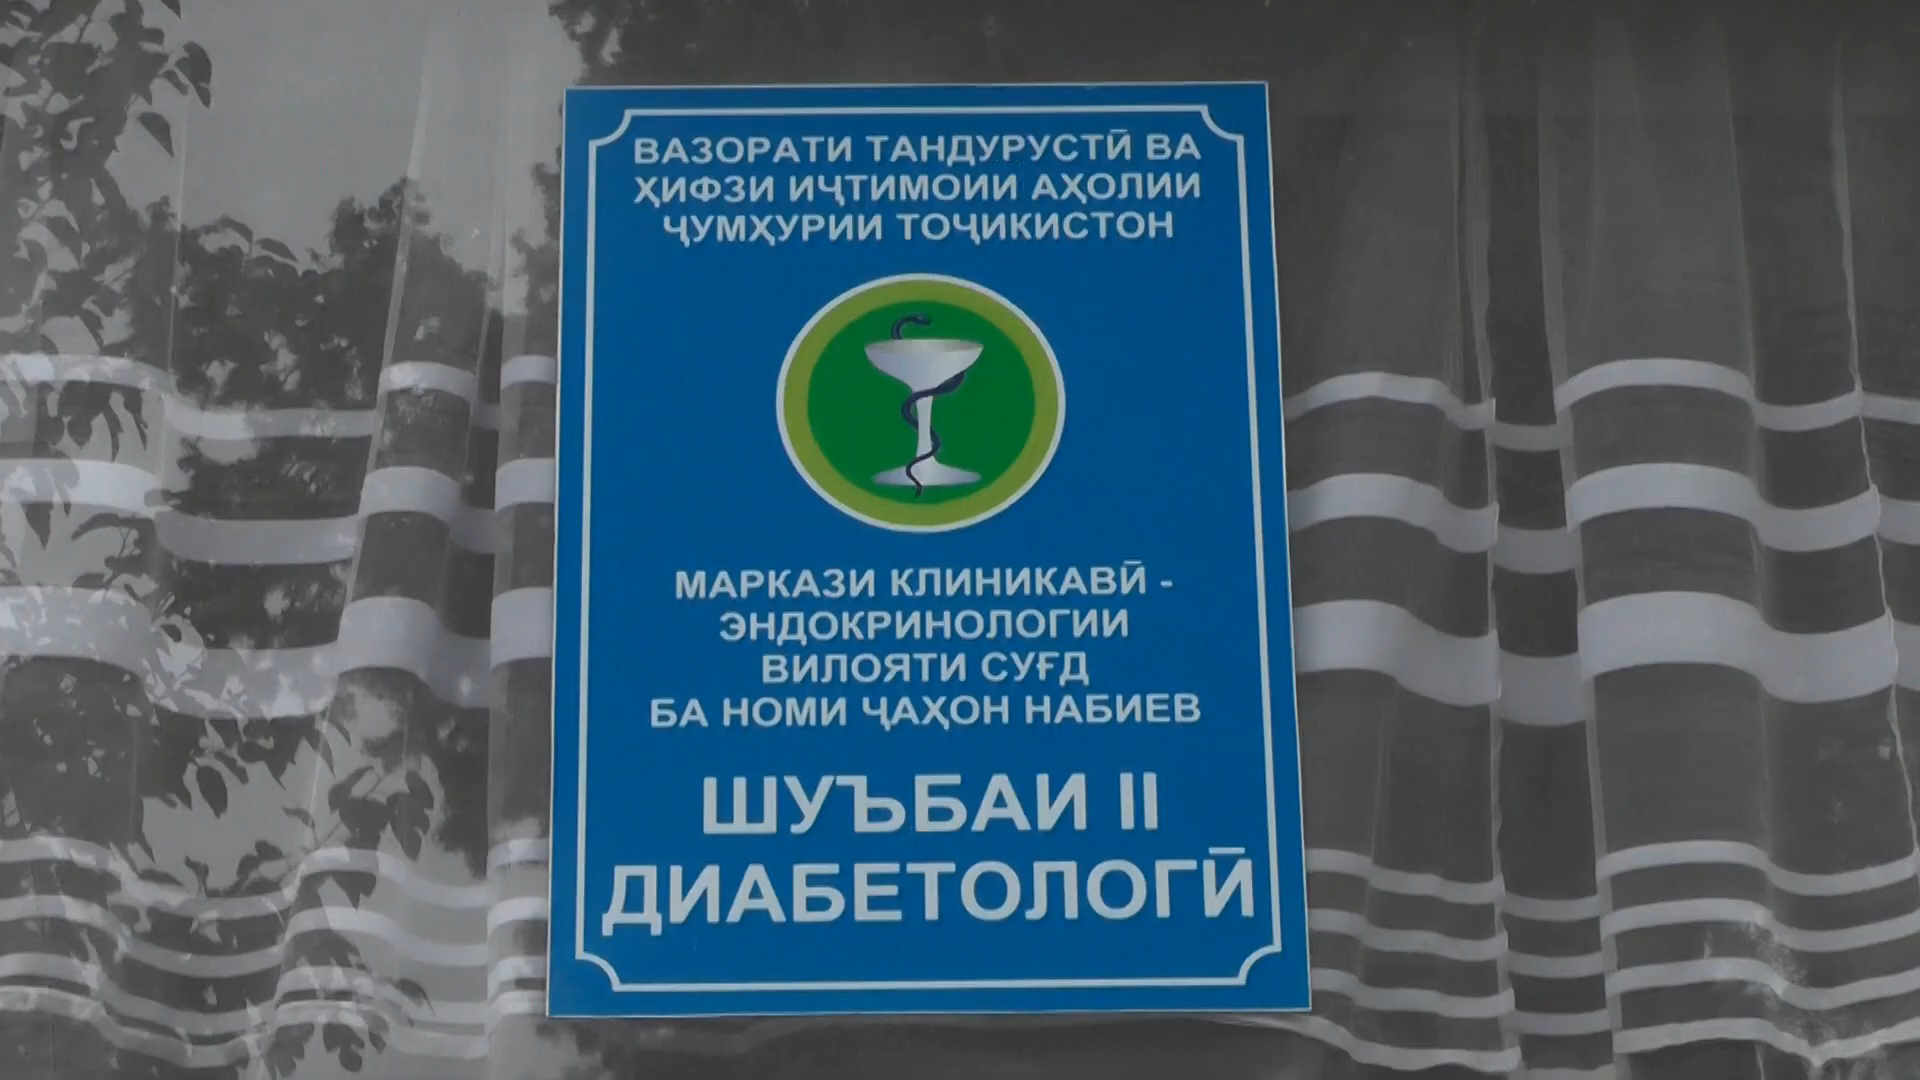 ВАЗОРАТИ ТАНДУРУСТӢ ВА
ҲИФЗИ ИҶТИМОИИ АҲОЛИИ
ҶУМҲУРИИ ТОҶИКИСТОН
МАРКАЗИ КЛИНИКАВӢ -
ЭНДОКРИНОЛОГИИ
ВИЛОЯТИ СУҒД
БА НОМИ ҶАҲОН НАБИЕВ
ШУЪБАИ II
ДИАБЕТОЛОГӢ